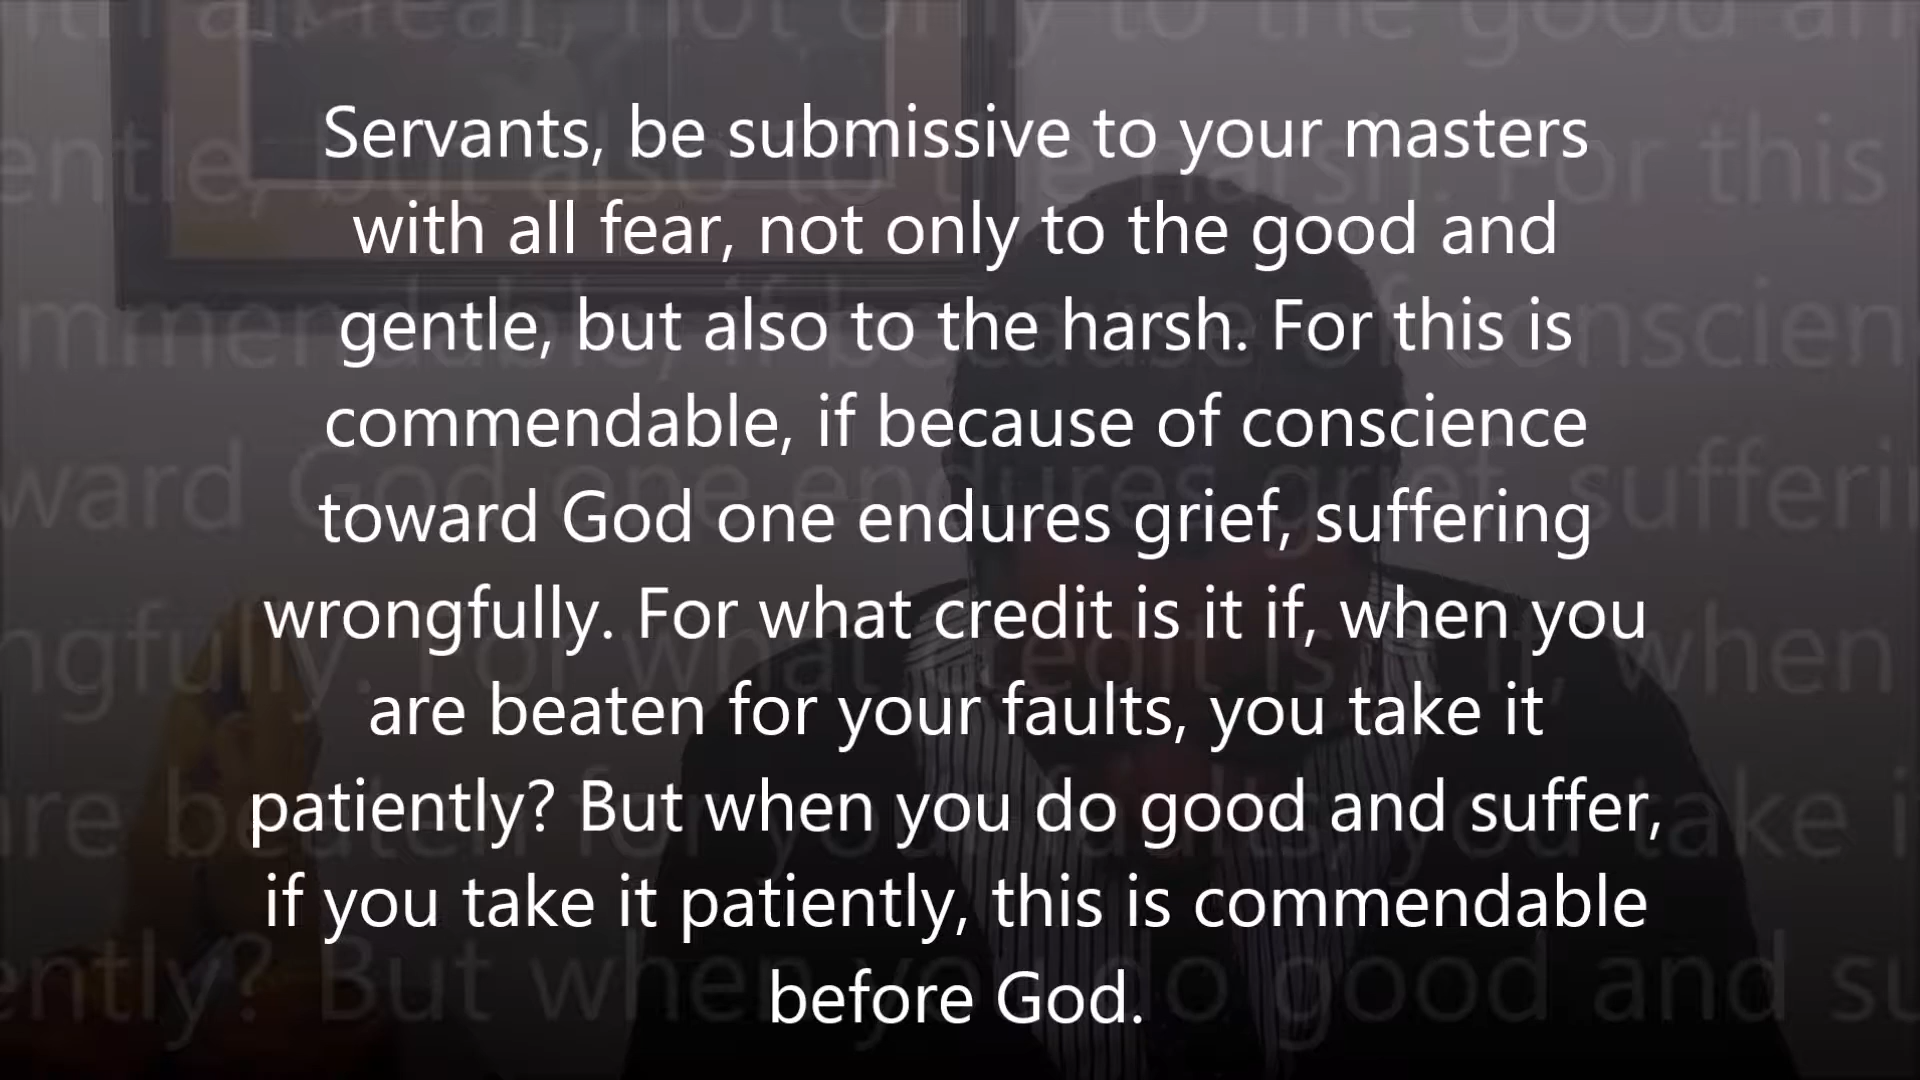 Servants, be submissive to your masters
with all fear, not only to the good and
gentle, but also to the harsh. For this is
commendable, if because of conscience
toward God one endures grief, suffering
wrongfully. For what credit is it if, when you
are beaten for your faults, you take it
patiently? But when you do good and suffer,
if you take it patiently, this is commendable
before God.